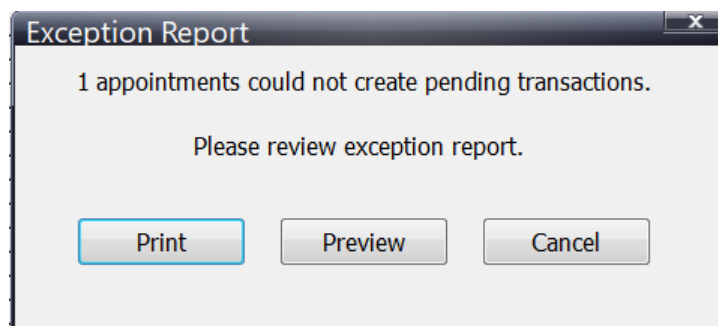 Exception Report
x
1 appointments could not create pending transactions.
Please review exception report.
Print
Preview
Cancel